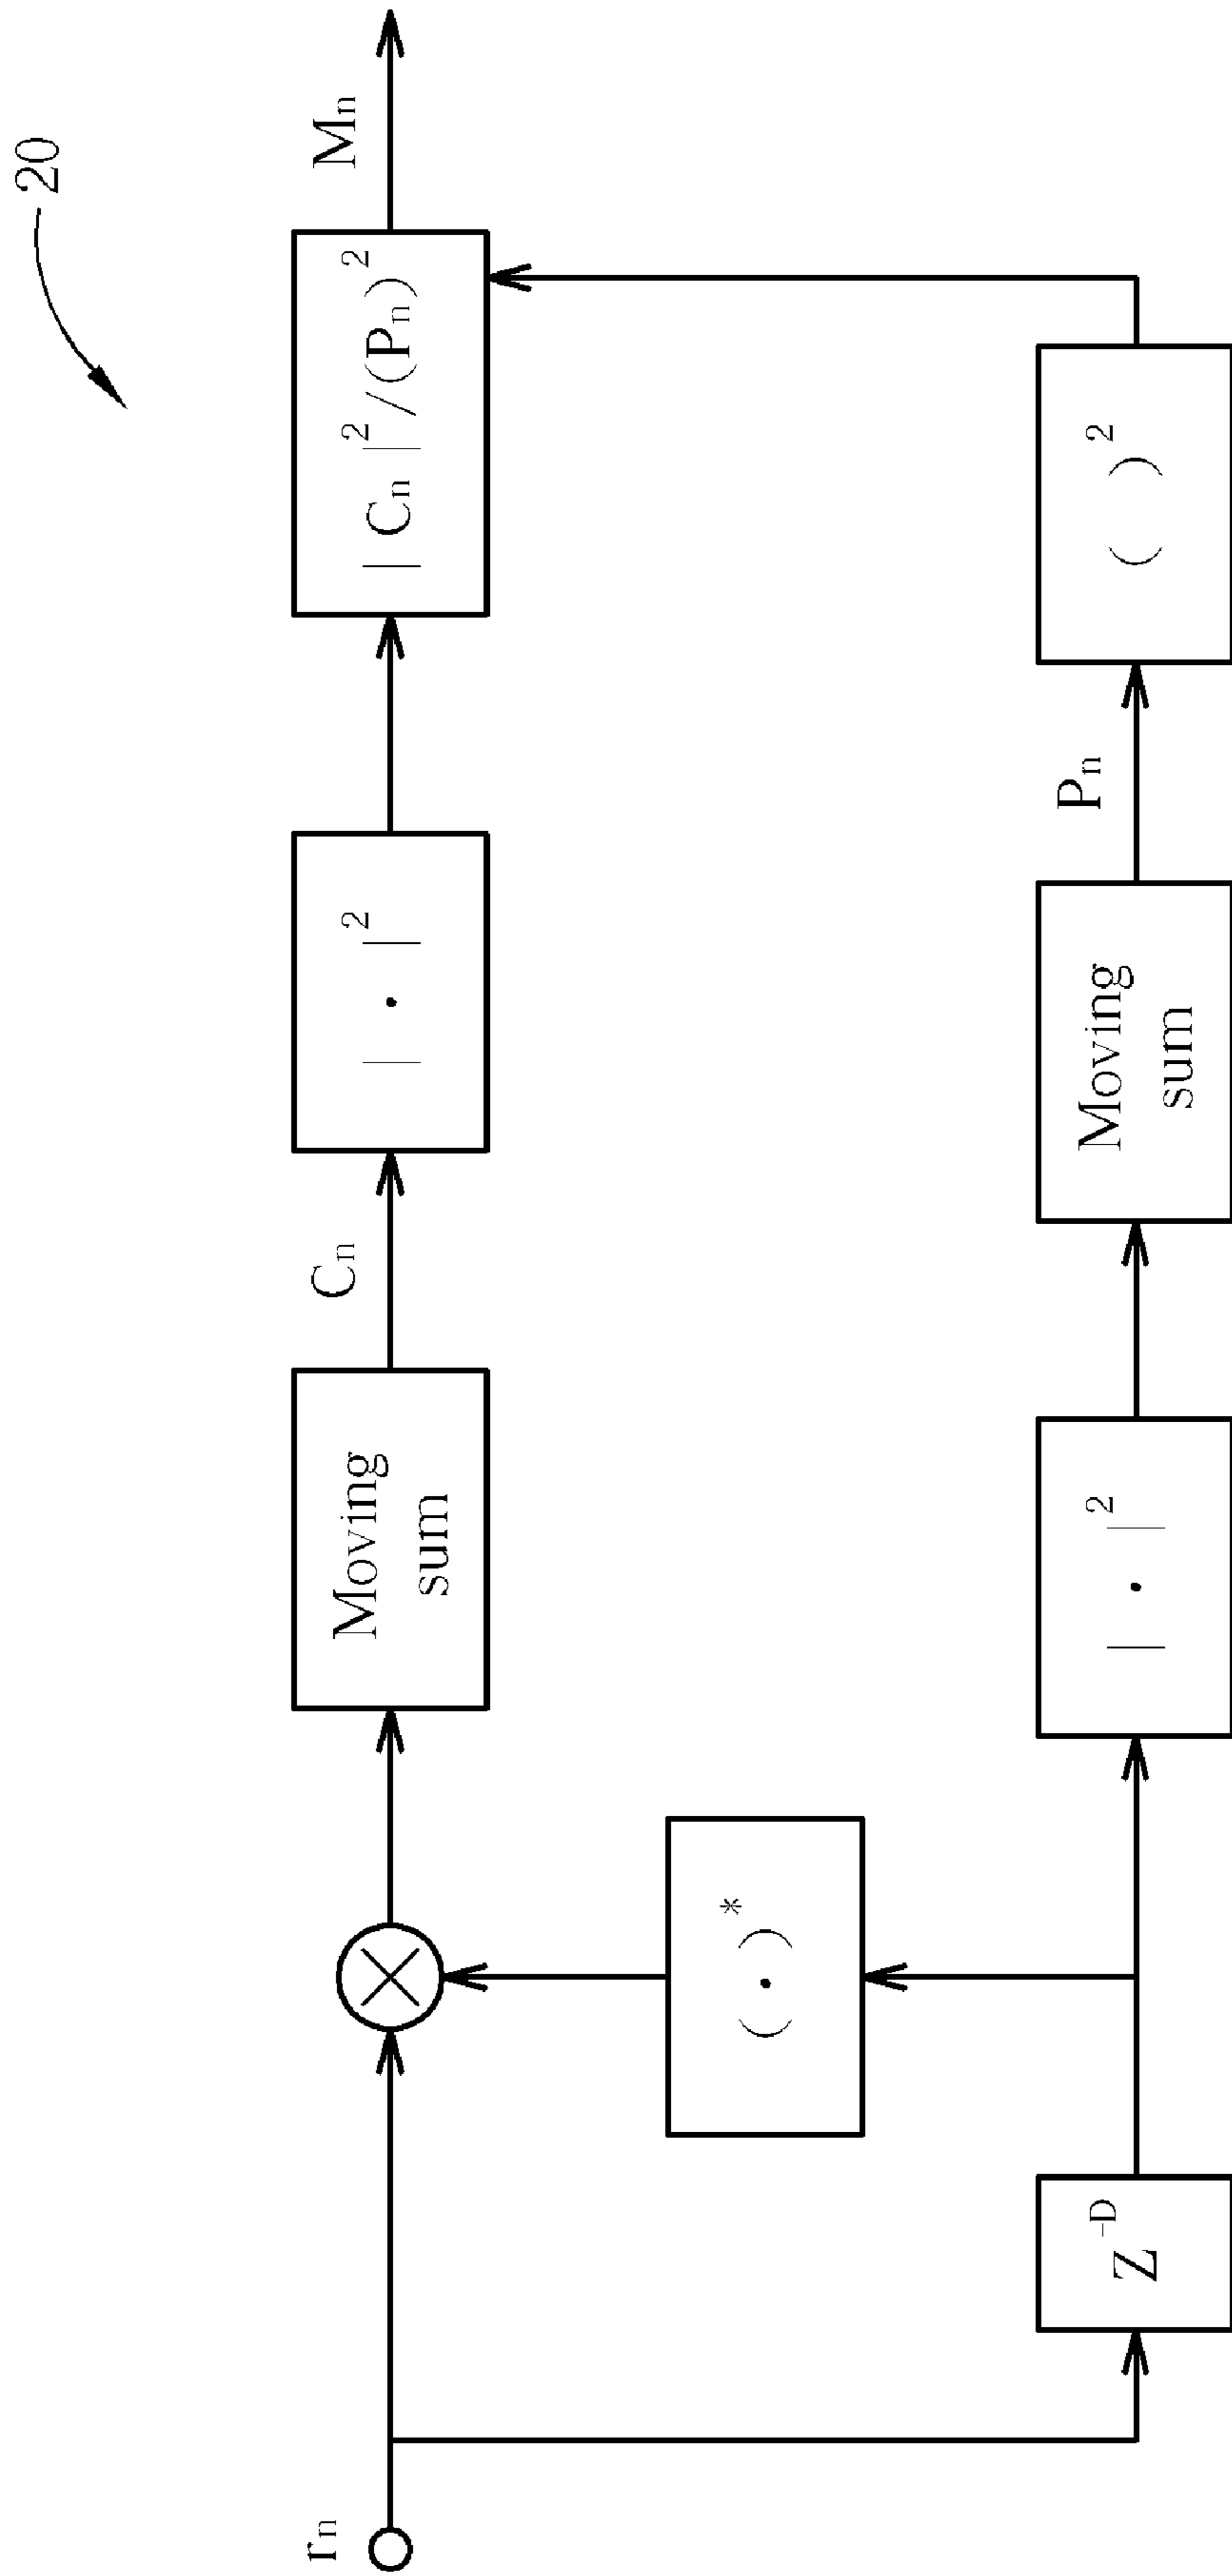 20
rₙ
Moving
sum
Cₙ
| · |²
| Cₙ |²/(Pₙ)²
Mₙ
(·)*
Z⁻ᴰ
| · |²
Moving
sum
Pₙ
( )²